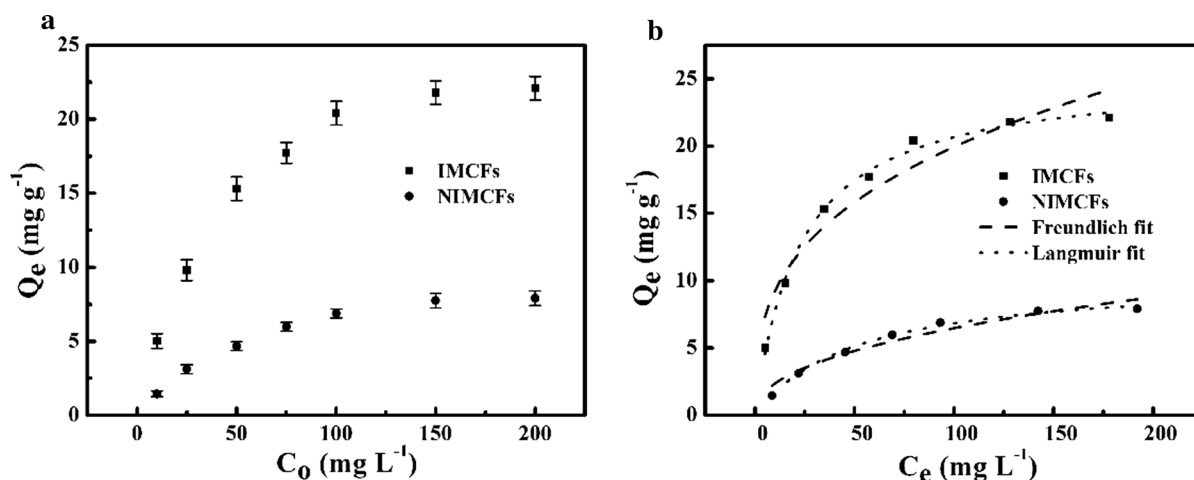 a
25
20
15
10
5
0
Qe (mg g-1)
IMCFs
NIMCFs
0 50 100 150 200
Co (mg L-1)
b
25
20
15
10
5
0
Qe (mg g-1)
IMCFs
NIMCFs
Freundlich fit
Langmuir fit
0 50 100 150 200
Ce (mg L-1)